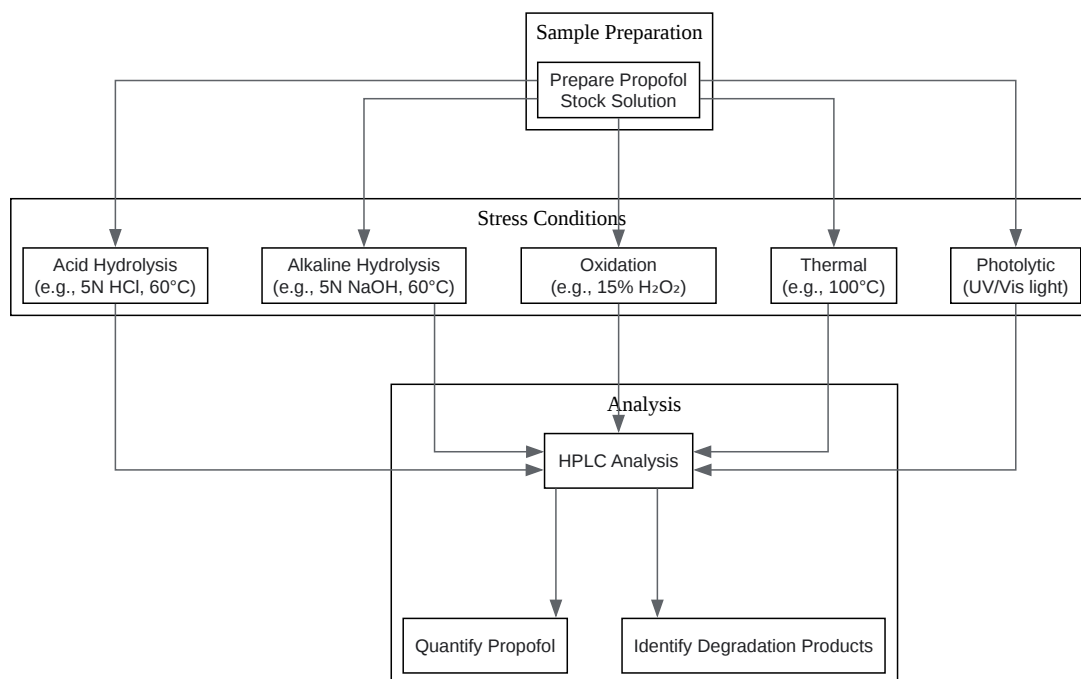 Sample Preparation
Prepare Propofol
Stock Solution
Stress Conditions
Acid Hydrolysis
(e.g., 5N HCl, 60°C)
Alkaline Hydrolysis
(e.g., 5N NaOH, 60°C)
Oxidation
(e.g., 15% H₂O₂)
Thermal
(e.g., 100°C)
Photolytic
(UV/Vis light)
Analysis
HPLC Analysis
Quantify Propofol
Identify Degradation Products